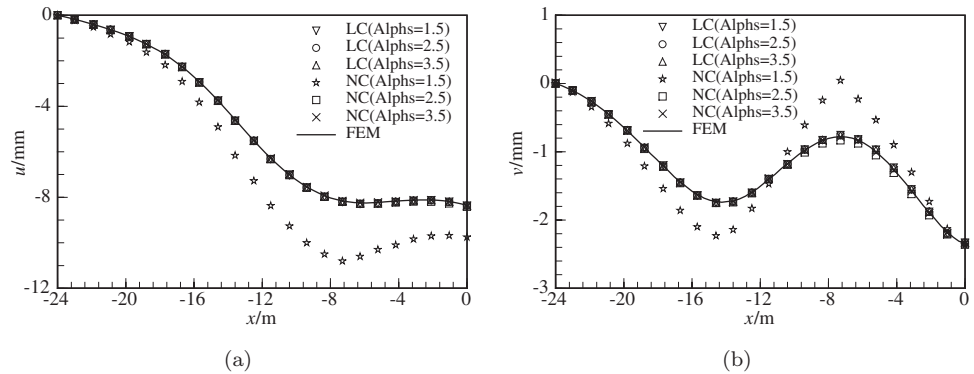 0
-4
-8
-12
u/mm
-24
-20
-16
-12
-8
-4
0
x/m
LC(Alphs=1.5)
LC(Alphs=2.5)
LC(Alphs=3.5)
NC(Alphs=1.5)
NC(Alphs=2.5)
NC(Alphs=3.5)
FEM
(a)
1
0
-1
-2
-3
v/mm
-24
-20
-16
-12
-8
-4
0
x/m
LC(Alphs=1.5)
LC(Alphs=2.5)
LC(Alphs=3.5)
NC(Alphs=1.5)
NC(Alphs=2.5)
NC(Alphs=3.5)
FEM
(b)